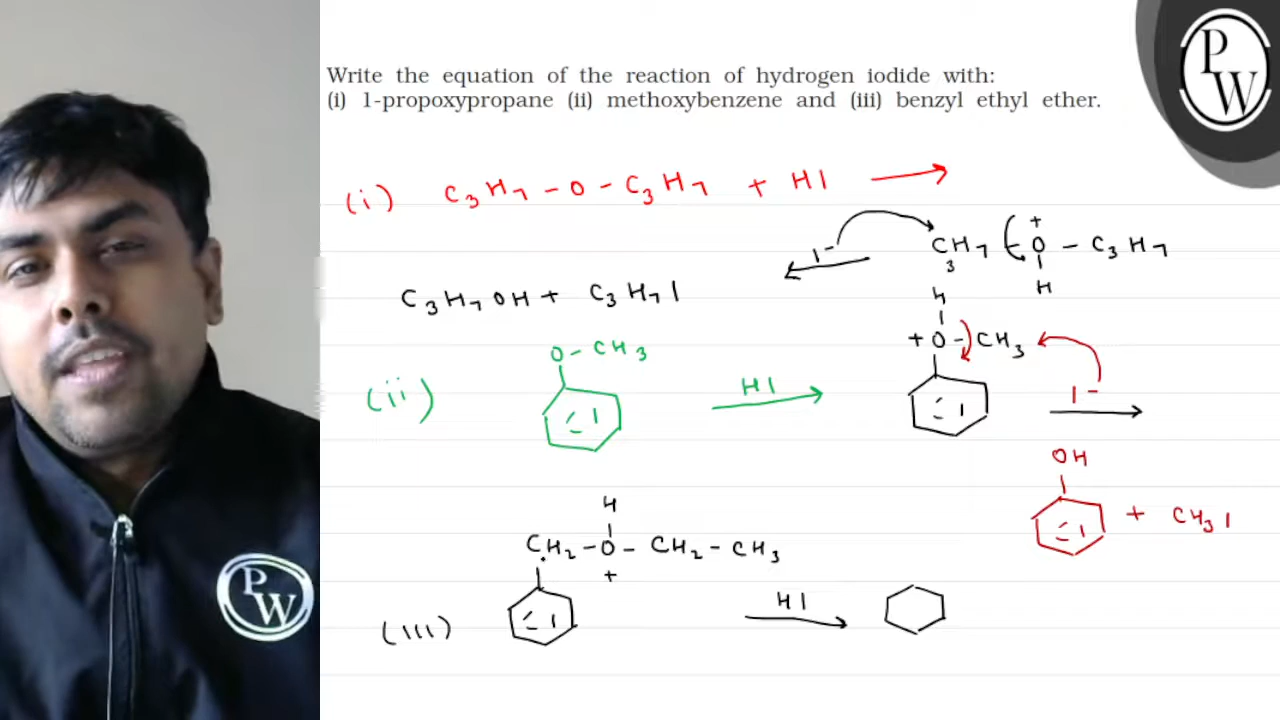 Write the equation of the reaction of hydrogen iodide with:
(i) 1-propoxypropane (ii) methoxybenzene and (iii) benzyl ethyl ether.
PW
(i) C3H7-O-C3H7 + HI
C3H7 O+ - C3H7
H
I-
C3H7OH + C3H7I
H
+O-CH3
I-
(ii)
O-CH3
HI
OH
+ CH3I
H
CH2-O-CH2-CH3
+
(iii)
HI
PW